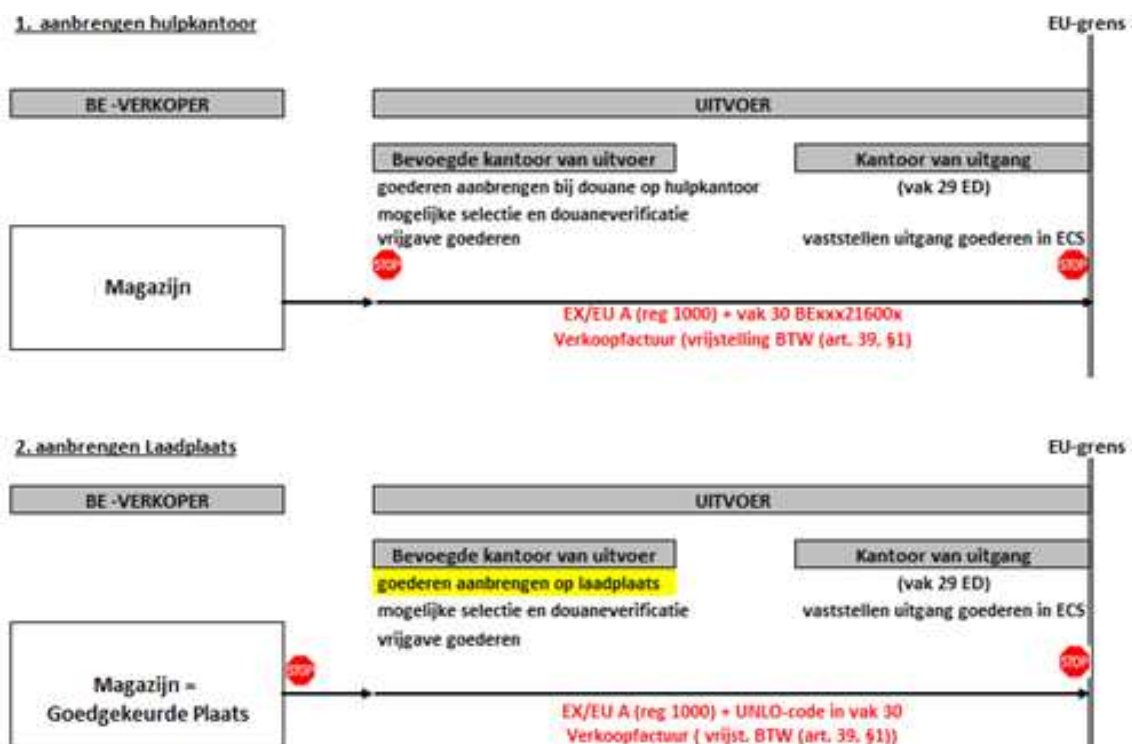 1. aanbrengen hulpkantoor
EU-grens
BE -VERKOPER
UITVOER
Bevoegde kantoor van uitvoer
Kantoor van uitgang
goederen aanbrengen bij douane op hulpkantoor
(vak 29 ED)
mogelijke selectie en douaneverificatie
vrijgave goederen
vaststellen uitgang goederen in ECS
STOP
STOP
Magazijn
EX/EU A (reg 1000) + vak 30 BExxx21600x
Verkoopfactuur (vrijstelling BTW (art. 39, §1)
2. aanbrengen Laadplaats
EU-grens
BE -VERKOPER
UITVOER
Bevoegde kantoor van uitvoer
Kantoor van uitgang
goederen aanbrengen op laadplaats
(vak 29 ED)
mogelijke selectie en douaneverificatie
vaststellen uitgang goederen in ECS
vrijgave goederen
STOP
STOP
Magazijn =
Goedgekeurde Plaats
EX/EU A (reg 1000) + UNLO-code in vak 30
Verkoopfactuur ( vrijst. BTW (art. 39, §1))